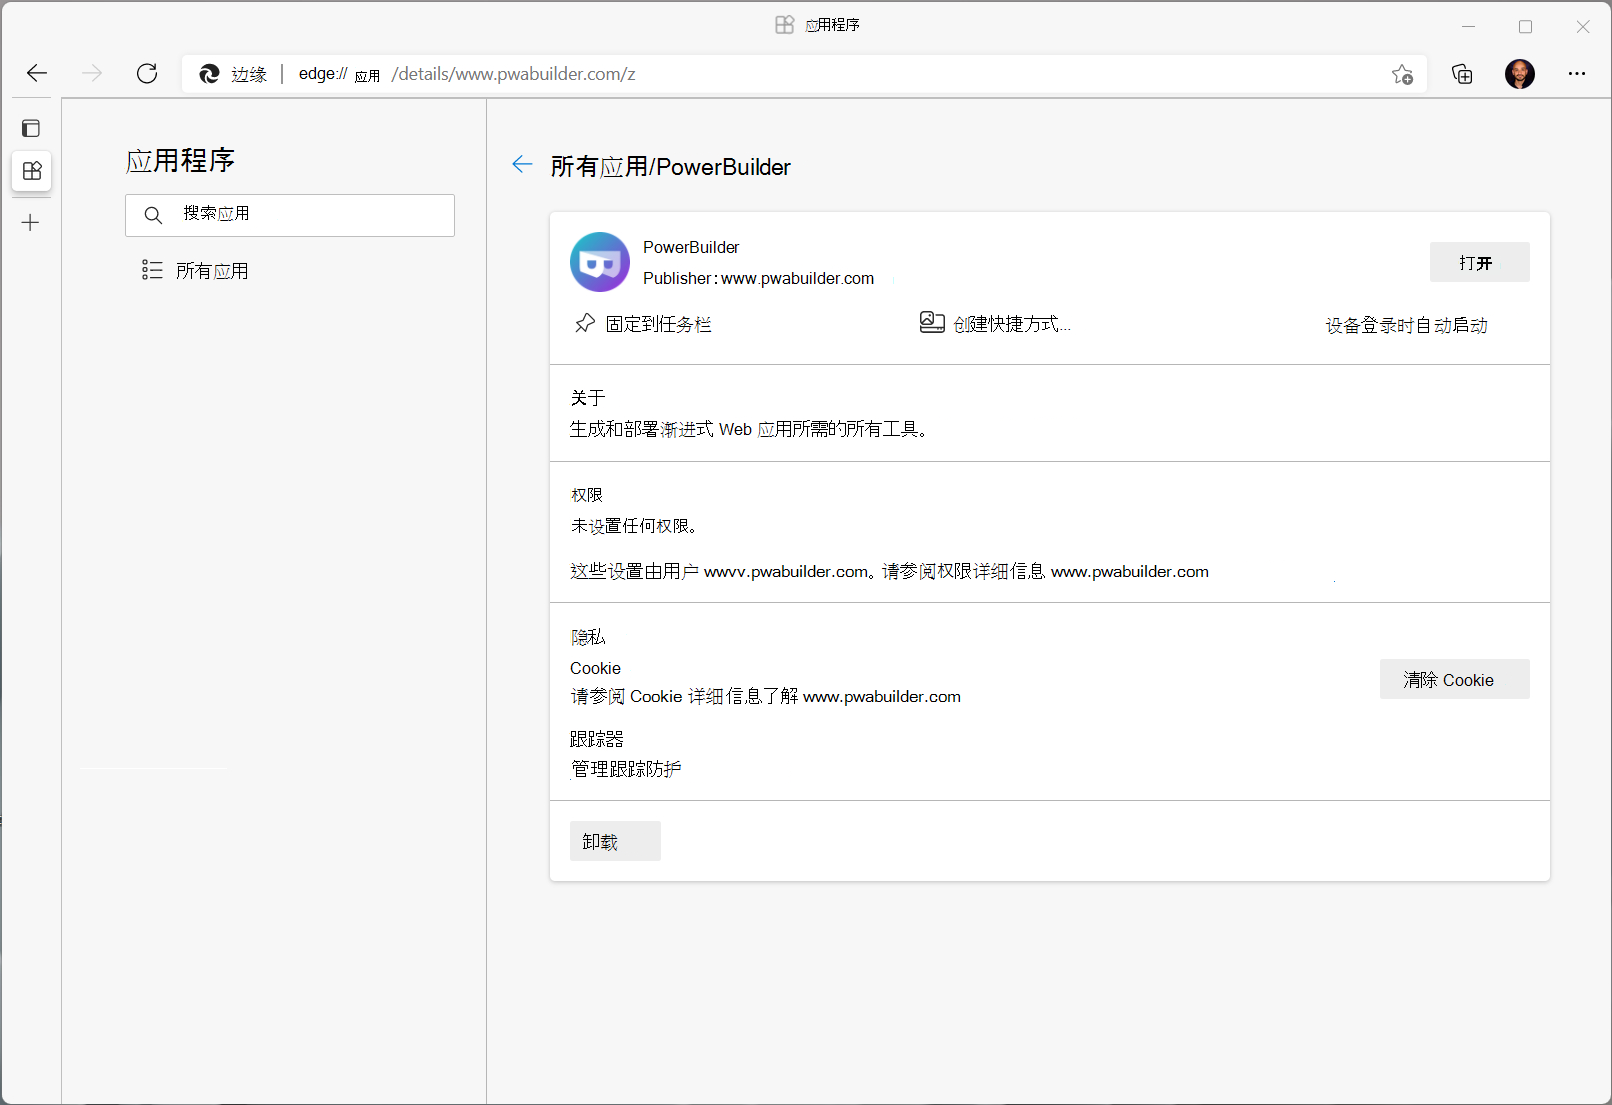 应用程序
边缘 | edge:// 应用 /details/www.pwabuilder.com/z
应用程序
搜索应用
所有应用
所有应用/PowerBuilder
PowerBuilder
Publisher:www.pwabuilder.com
打开
固定到任务栏
创建快捷方式...
设备登录时自动启动
关于
生成和部署渐进式 Web 应用所需的所有工具。
权限
未设置任何权限。
这些设置由用户 wwvv.pwabuilder.com。请参阅权限详细信息 www.pwabuilder.com
隐私
Cookie
请参阅 Cookie 详细信息了解 www.pwabuilder.com
清除 Cookie
跟踪器
管理跟踪防护
卸载